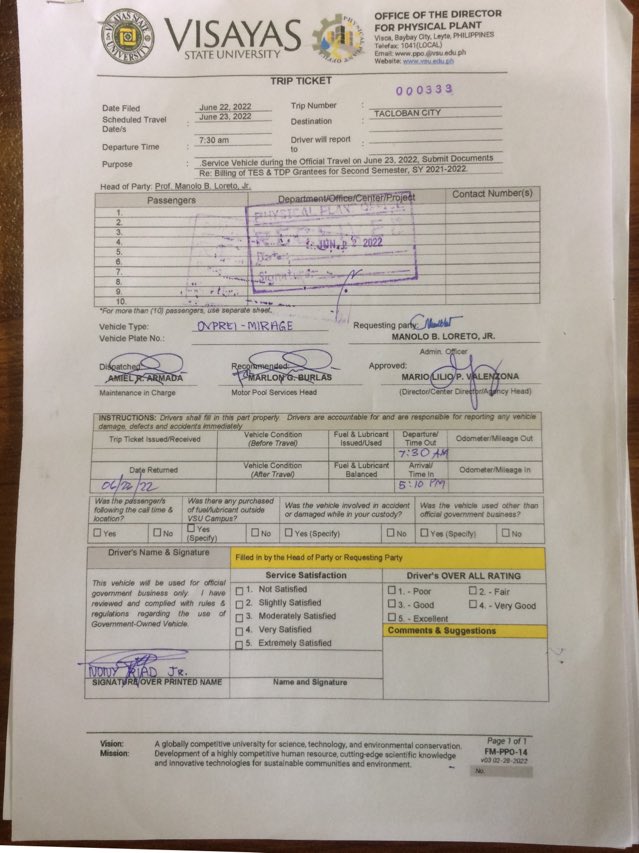 VISAYAS
STATE UNIVERSITY
OFFICE OF THE DIRECTOR
FOR PHYSICAL PLANT
Visca, Baybay City, Leyte, PHILIPPINES
Telefax: 1041(LOCAL)
Email: www.ppo.@vsu.edu.ph
Website: www.vsu.edu.ph
TRIP TICKET
000333
Date Filed June 22, 2022 Trip Number :
Scheduled Travel Date/s June 23, 2022 Destination : TACLOBAN CITY
Departure Time 7:30 am Driver will report to :
Purpose : Service Vehicle during the Official Travel on June 23, 2022, Submit Documents
Re: Billing of TES & TDP Grantees for Second Semester, SY 2021-2022.
Head of Party: Prof. Manolo B. Loreto, Jr.
Passengers Department/Office/Center/Project Contact Number(s)
1.
2.
3.
4.
5.
6.
7.
8.
9.
10.
PHYSICAL PLANT
JUN 22 2022
Date:
Signature:
*For more than (10) passengers, use separate sheet.
Vehicle Type: OVPREI - MIRAGE Requesting party:
Vehicle Plate No.: MANOLO B. LORETO, JR.
Admin. Officer
Dispatched: Recommended: Approved:
AMIEL R. ARMADA MARLON G. BURLAS MARIO LILIO P. VALENZONA
Maintenance in Charge Motor Pool Services Head (Director/Center Director/Agency Head)
INSTRUCTIONS: Drivers shall fill in this part properly. Drivers are accountable for and are responsible for reporting any vehicle
damage, defects and accidents immediately
Trip Ticket Issued/Received Vehicle Condition (Before Travel) Fuel & Lubricant Issued/Used Departure/ Time Out Odometer/Mileage Out
7:30 AM
Date Returned Vehicle Condition (After Travel) Fuel & Lubricant Balanced Arrival/ Time In Odometer/Mileage In
5:10 PM
Was the passenger/s following the call time & location? Was there any purchased of fuel/lubricant outside VSU Campus? Was the vehicle involved in accident or damaged while in your custody? Was the vehicle used other than official government business?
Yes No Yes (Specify) No Yes (Specify) No Yes (Specify) No
Driver's Name & Signature Filled in by the Head of Party or Requesting Party
This vehicle will be used for official
government business only. I have
reviewed and complied with rules &
regulations regarding the use of
Government-Owned Vehicle.
Service Satisfaction
1. Not Satisfied
2. Slightly Satisfied
3. Moderately Satisfied
4. Very Satisfied
5. Extremely Satisfied
Driver's OVER ALL RATING
1. - Poor 2. - Fair
3. - Good 4. - Very Good
5. - Excellent
Comments & Suggestions
SIGNATURE OVER PRINTED NAME Name and Signature
Vision: A globally competitive university for science, technology, and environmental conservation.
Mission: Development of a highly competitive human resource, cutting-edge scientific knowledge
and innovative technologies for sustainable communities and environment.
Page 1 of 1
FM-PPO-14
v03 02-28-2022
No.